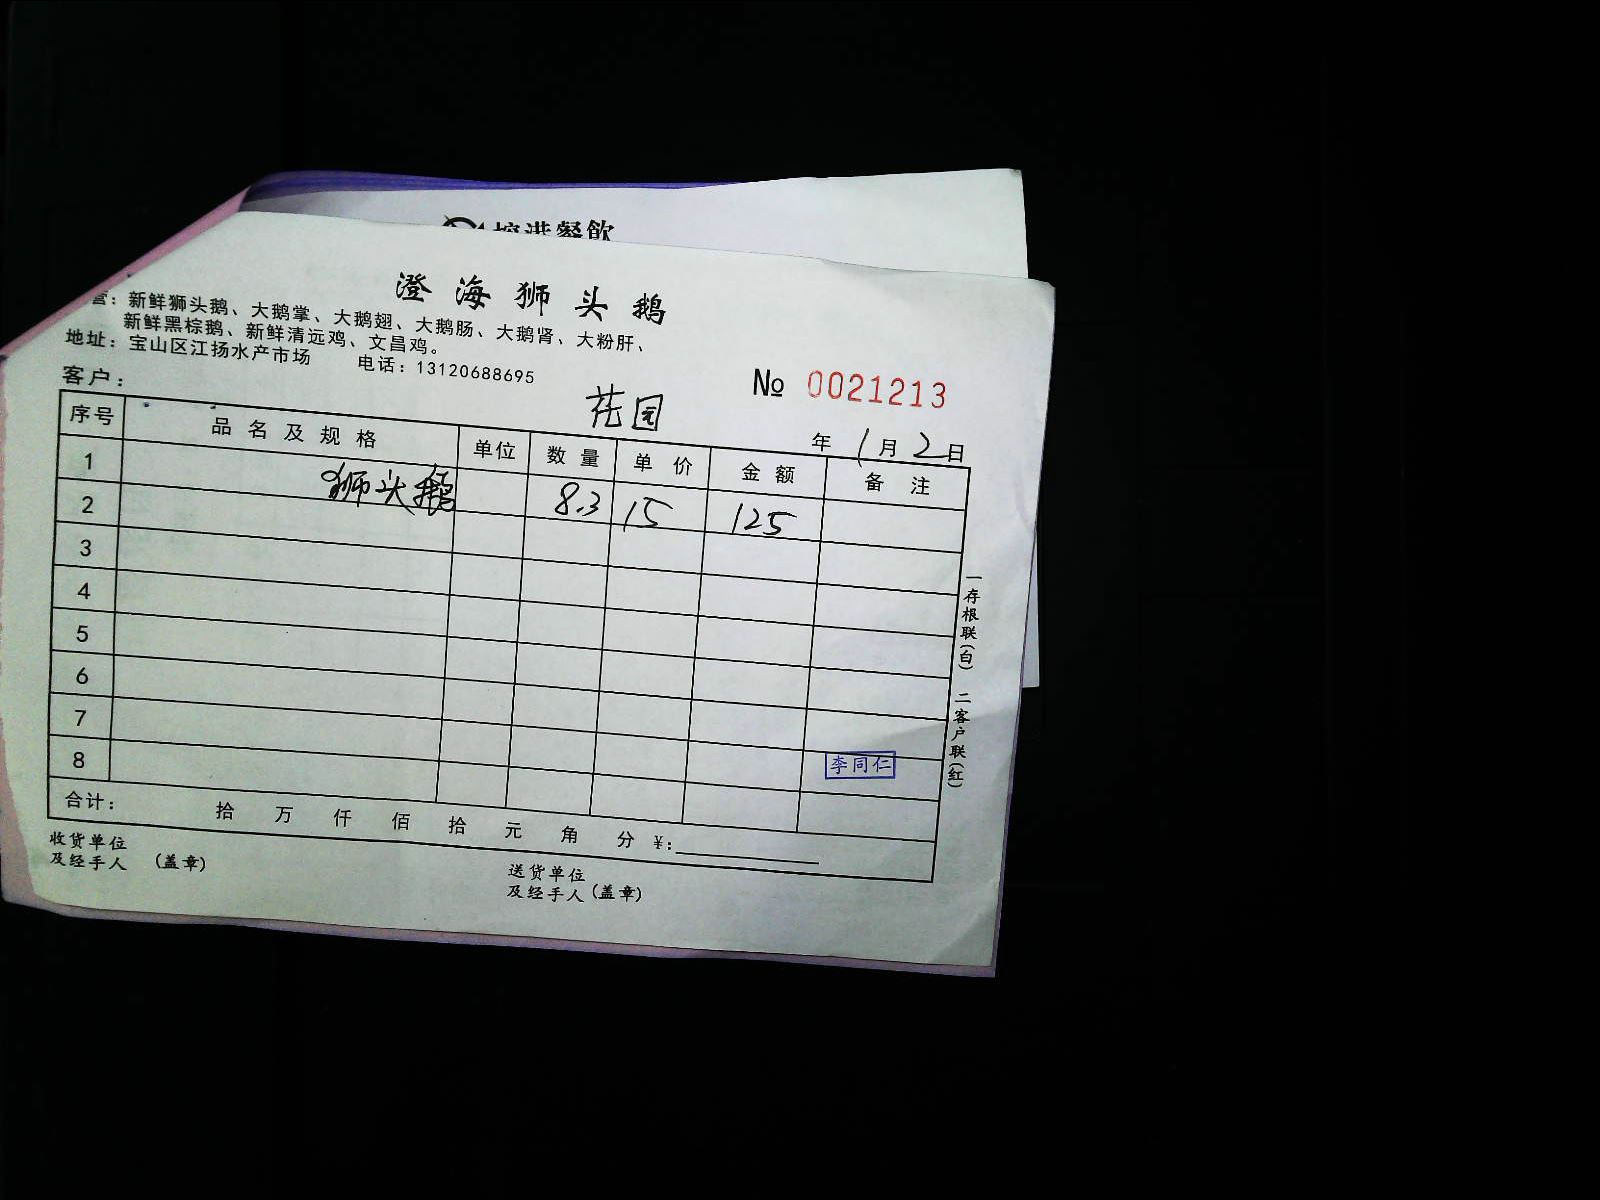 餐飲
澄海狮头鹅
营：新鲜狮头鹅、大鹅掌、大鹅翅、大鹅肠、大鹅肾、大粉肝、
新鲜黑棕鹅、新鲜清远鸡、文昌鸡。
地址：宝山区江扬水产市场 电话：13120688695
客户： 花园 № 0021213
年 1 月 2 日
序号 品名及规格 单位 数量 单价 金额 备注
1 狮头鹅 8.3 15 125
2
3
4
5
6
7
8 李同仁
合计： 拾 万 仟 佰 拾 元 角 分 ¥:
收货单位
及经手人 (盖章)
送货单位
及经手人(盖章)
一存根联(白) 二客户联(红)